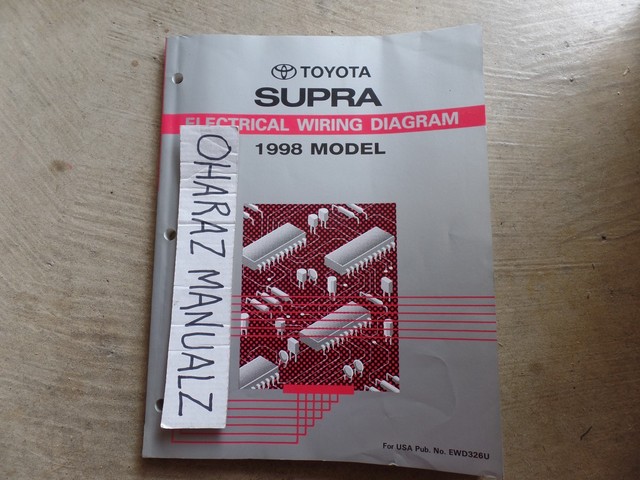 TOYOTA
SUPRA
ELECTRICAL WIRING DIAGRAM
1998 MODEL
OHARAZ MANUALZ
For USA Pub. No. EWD326U